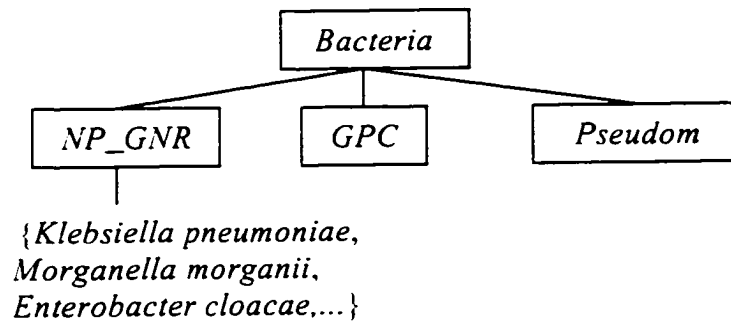 Bacteria
NP_GNR
GPC
Pseudom
{Klebsiella pneumoniae,
Morganella morganii,
Enterobacter cloacae,...}